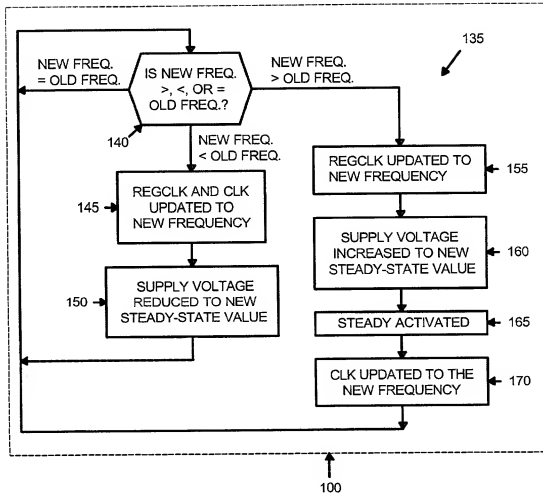 NEW FREQ.
= OLD FREQ.
IS NEW FREQ.
>, <, OR =
OLD FREQ.?
NEW FREQ.
> OLD FREQ.
135
140
NEW FREQ.
< OLD FREQ.
145
REGCLK AND CLK
UPDATED TO
NEW FREQUENCY
150
SUPPLY VOLTAGE
REDUCED TO NEW
STEADY-STATE VALUE
REGCLK UPDATED TO
NEW FREQUENCY
155
SUPPLY VOLTAGE
INCREASED TO NEW
STEADY-STATE VALUE
160
STEADY ACTIVATED
165
CLK UPDATED TO THE
NEW FREQUENCY
170
100